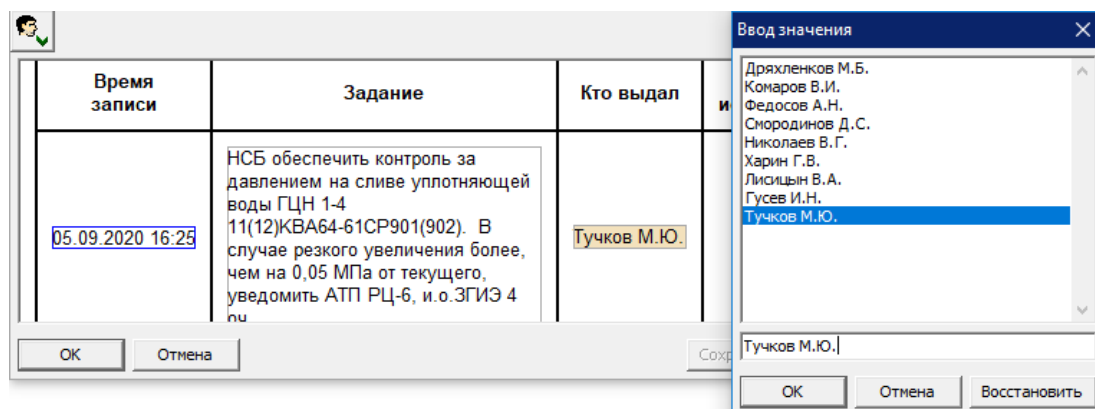 Время
записи
Задание
Кто выдал
05.09.2020 16:25
НСБ обеспечить контроль за
давлением на сливе уплотняющей
воды ГЦН 1-4
11(12)KBA64-61CP901(902). В
случае резкого увеличения более,
чем на 0,05 МПа от текущего,
уведомить АТП РЦ-6, и.о.ЗГИЭ 4
Тучков М.Ю.
ОК
Отмена
Ввод значения
Дряхленков М.Б.
Комаров В.И.
Федосов А.Н.
Смородинов Д.С.
Николаев В.Г.
Харин Г.В.
Лисицын В.А.
Гусев И.Н.
Тучков М.Ю.
Тучков М.Ю.
ОК
Отмена
Восстановить